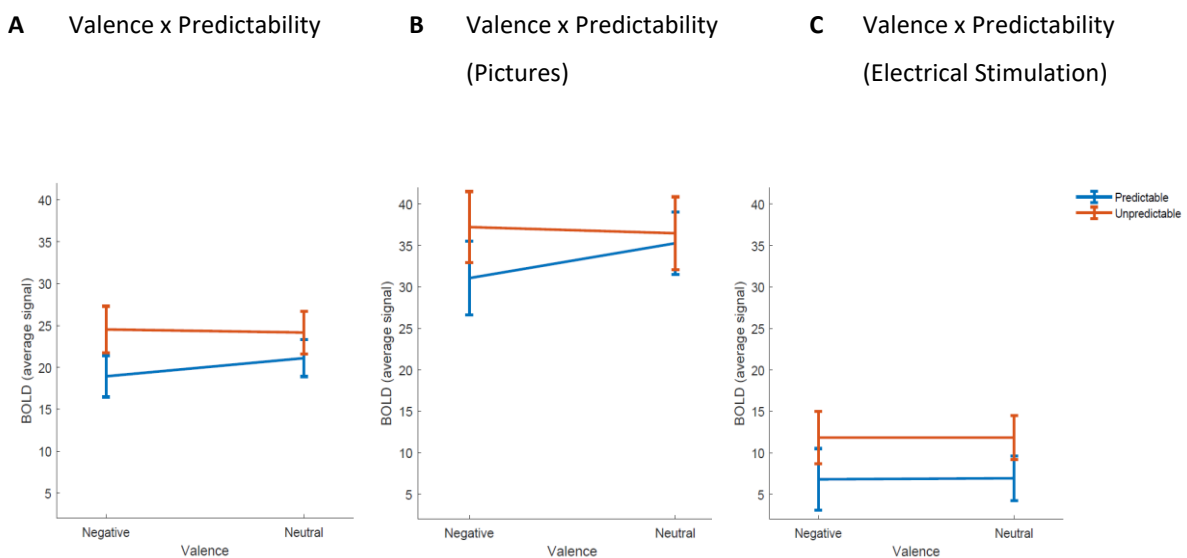 A Valence x Predictability
B Valence x Predictability
(Pictures)
C Valence x Predictability
(Electrical Stimulation)
40
35
30
25
20
15
10
5
BOLD (average signal)
Negative
Neutral
Valence
40
35
30
25
20
15
10
5
BOLD (average signal)
Negative
Neutral
Valence
40
35
30
25
20
15
10
5
BOLD (average signal)
Negative
Neutral
Valence
Predictable
Unpredictable